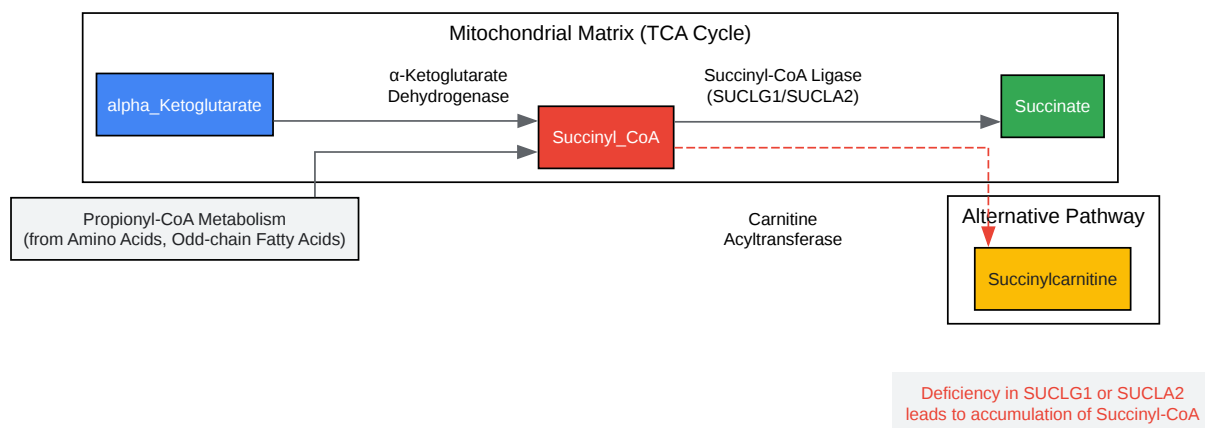 Mitochondrial Matrix (TCA Cycle)
alpha_Ketoglutarate
α-Ketoglutarate
Dehydrogenase
Succinyl_CoA
Succinyl-CoA Ligase
(SUCLG1/SUCLA2)
Succinate
Propionyl-CoA Metabolism
(from Amino Acids, Odd-chain Fatty Acids)
Carnitine
Acyltransferase
Alternative Pathway
Succinylcarnitine
Deficiency in SUCLG1 or SUCLA2
leads to accumulation of Succinyl-CoA